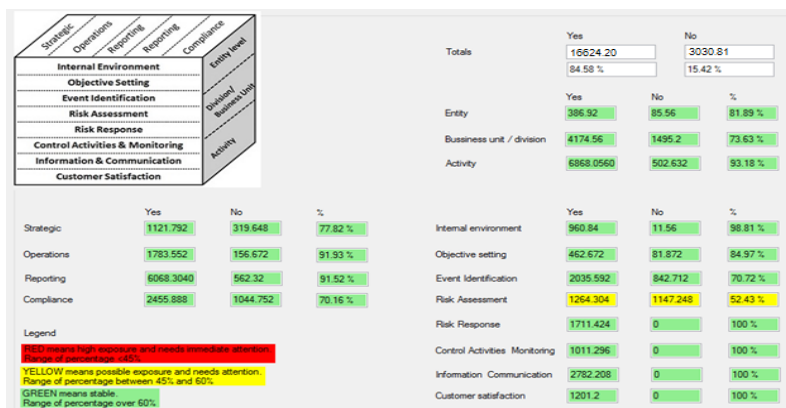 Strategic
Operations
Reporting
Reporting
Compliance
Internal Environment
Objective Setting
Event Identification
Risk Assessment
Risk Response
Control Activities & Monitoring
Information & Communication
Customer Satisfaction
Entity level
Division/
Business Unit
Activity
Yes No
Totals 16624.20 3030.81
84.58 % 15.42 %
Yes No %
Entity 386.92 85.56 81.89 %
Bussiness unit / division 4174.56 1495.2 73.63 %
Activity 6868.0560 502.632 93.18 %
Yes No %
Strategic 1121.792 319.648 77.82 %
Operations 1783.552 156.672 91.93 %
Reporting 6068.3040 562.32 91.52 %
Compliance 2455.888 1044.752 70.16 %
Yes No %
Internal environment 960.84 11.56 98.81 %
Objective setting 462.672 81.872 84.97 %
Event Identification 2035.592 842.712 70.72 %
Risk Assessment 1264.304 1147.248 52.43 %
Risk Response 1711.424 0 100 %
Control Activities Monitoring 1011.296 0 100 %
Information Communication 2782.208 0 100 %
Customer satisfaction 1201.2 0 100 %
Legend
RED means high exposure and needs immediate attention.
Range of percentage <45%
YELLOW means possible exposure and needs attention.
Range of percentage between 45% and 60%
GREEN means stable.
Range of percentage over 60%